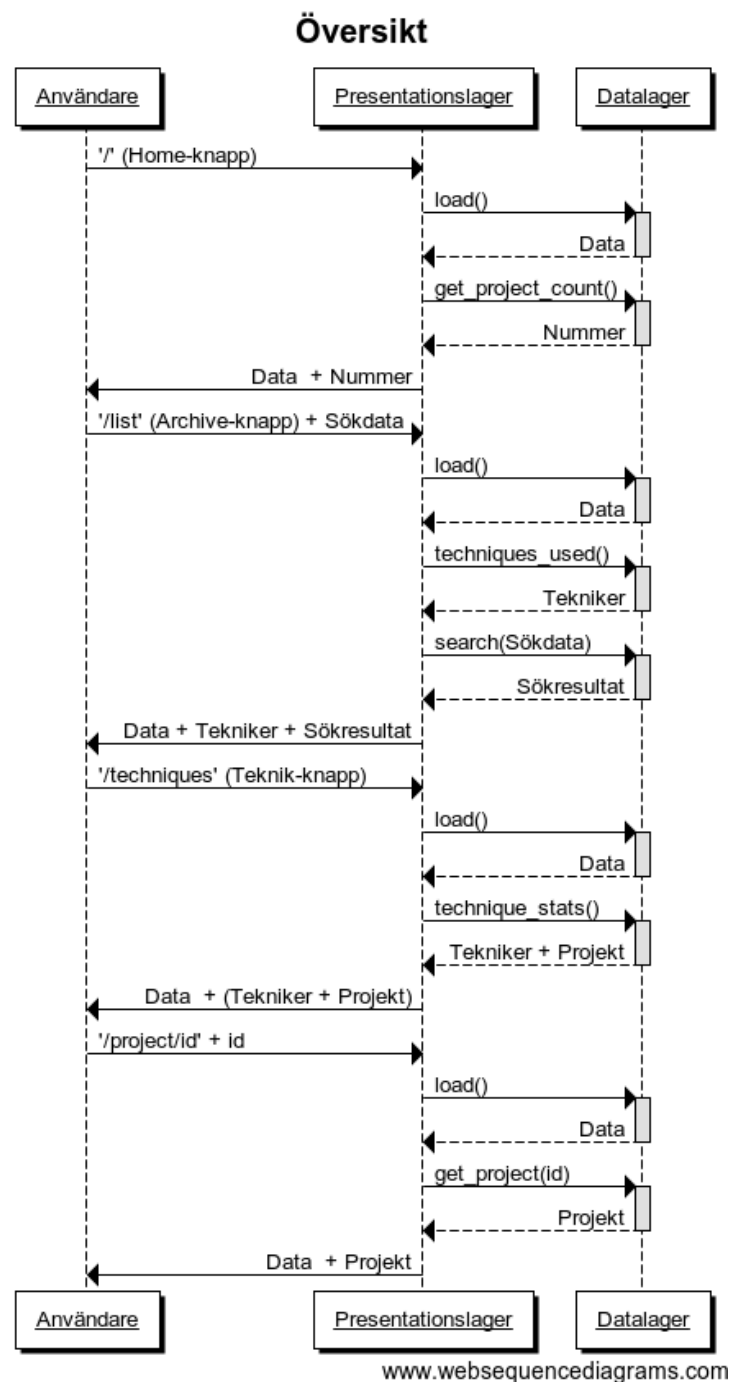 Översikt
Användare Presentationslager Datalager
'/' (Home-knapp)
load()
Data
get_project_count()
Nummer
Data  + Nummer
'/list' (Archive-knapp) + Sökdata
load()
Data
techniques_used()
Tekniker
search(Sökdata)
Sökresultat
Data + Tekniker + Sökresultat
'/techniques' (Teknik-knapp)
load()
Data
technique_stats()
Tekniker + Projekt
Data  + (Tekniker + Projekt)
'/project/id' + id
load()
Data
get_project(id)
Projekt
Data  + Projekt
Användare Presentationslager Datalager
www.websequencediagrams.com